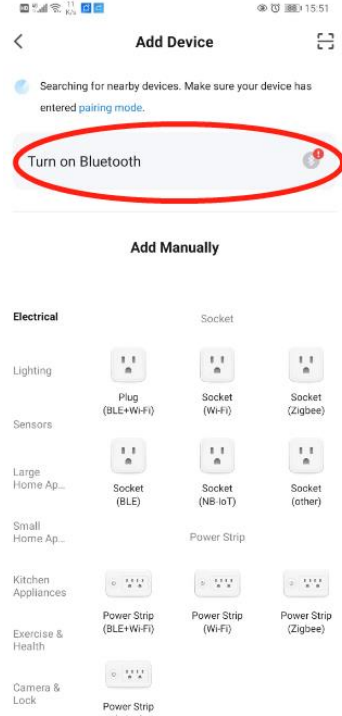 HD 5G 11 K/s 15:51
Add Device
Searching for nearby devices. Make sure your device has
entered pairing mode.
Turn on Bluetooth
Add Manually
Electrical
Socket
Lighting
Plug
(BLE+Wi-Fi)
Socket
(Wi-Fi)
Socket
(Zigbee)
Sensors
Large
Home Ap...
Socket
(BLE)
Socket
(NB-IoT)
Socket
(other)
Small
Home Ap...
Power Strip
Kitchen
Appliances
Power Strip
(BLE+Wi-Fi)
Power Strip
(Wi-Fi)
Power Strip
(Zigbee)
Exercise &
Health
Camera &
Lock
Power Strip